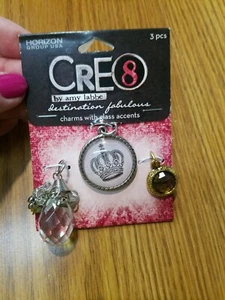 HORIZON
GROUP USA
3 pcs
CRE8
by amy labbe
destination fabulous
charms with glass accents